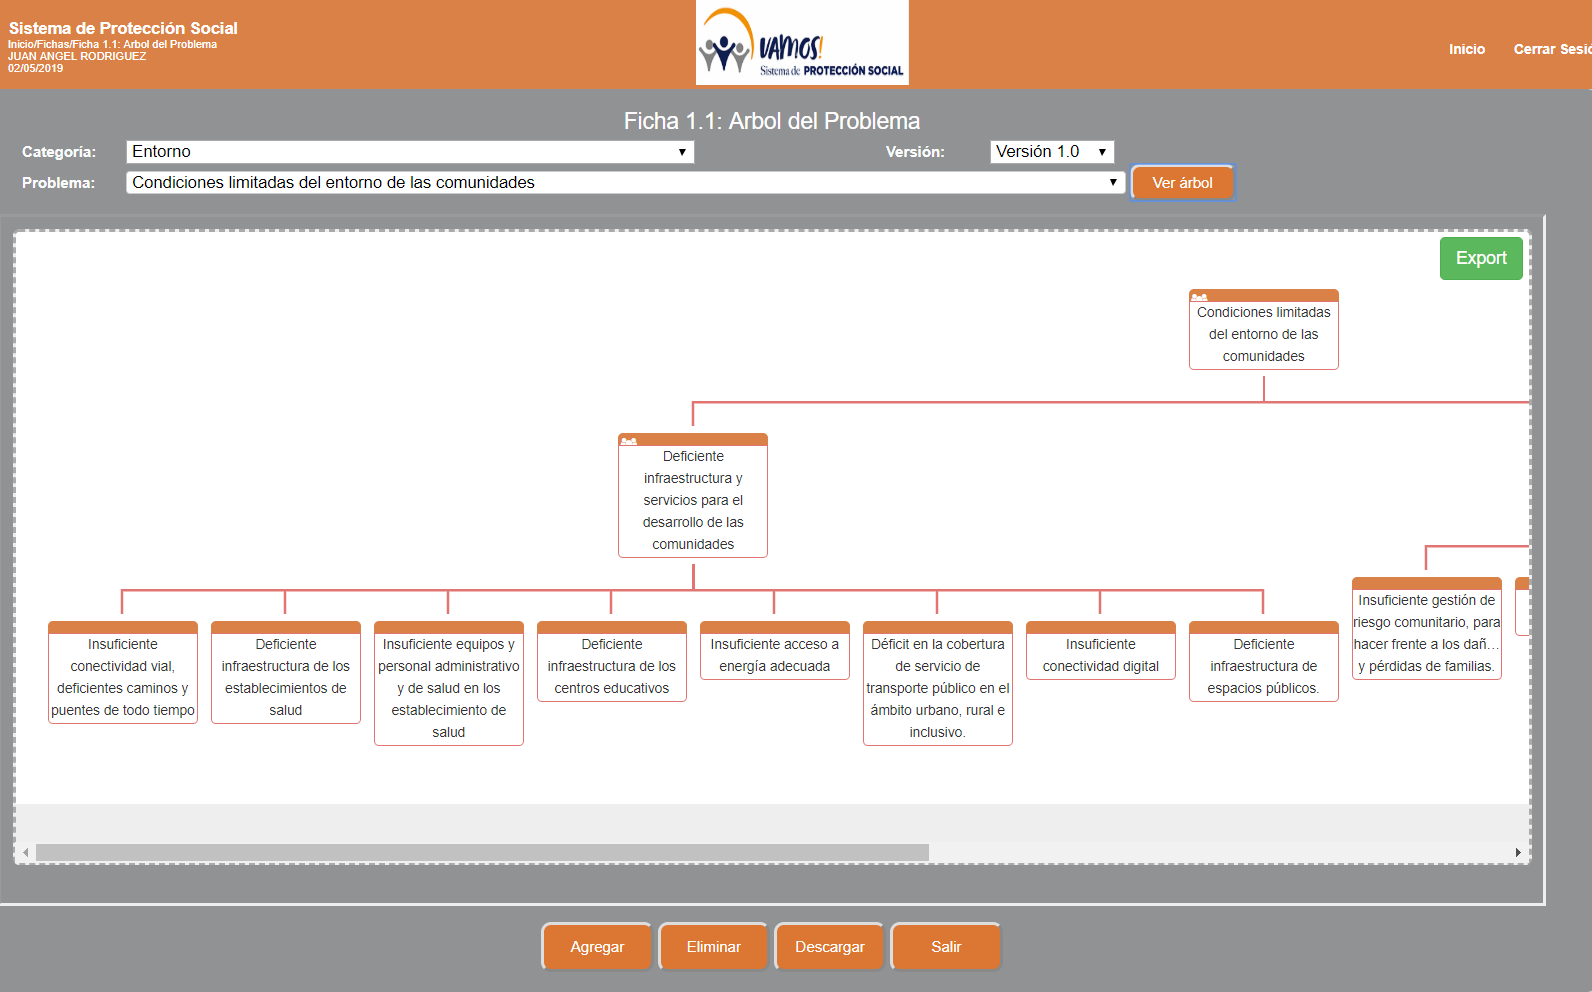 Sistema de Protección Social
Inicio/Fichas/Ficha 1.1: Arbol del Problema
JUAN ANGEL RODRIGUEZ
02/05/2019
VAMOS!
Sistema de PROTECCIÓN SOCIAL
Inicio
Cerrar Sesió
Ficha 1.1: Arbol del Problema
Categoría:
Entorno
Versión:
Versión 1.0
Problema:
Condiciones limitadas del entorno de las comunidades
Ver árbol
Export
Condiciones limitadas
del entorno de las
comunidades
Deficiente
infraestructura y
servicios para el
desarrollo de las
comunidades
Insuficiente
conectividad vial,
deficientes caminos y
puentes de todo tiempo
Deficiente
infraestructura de los
establecimientos de
salud
Insuficiente equipos y
personal administrativo
y de salud en los
establecimiento de
salud
Deficiente
infraestructura de los
centros educativos
Insuficiente acceso a
energía adecuada
Déficit en la cobertura
de servicio de
transporte público en el
ámbito urbano, rural e
inclusivo.
Insuficiente
conectividad digital
Deficiente
infraestructura de
espacios públicos.
Insuficiente gestión de
riesgo comunitario, para
hacer frente a los dañ...
y pérdidas de familias.
Agregar
Eliminar
Descargar
Salir